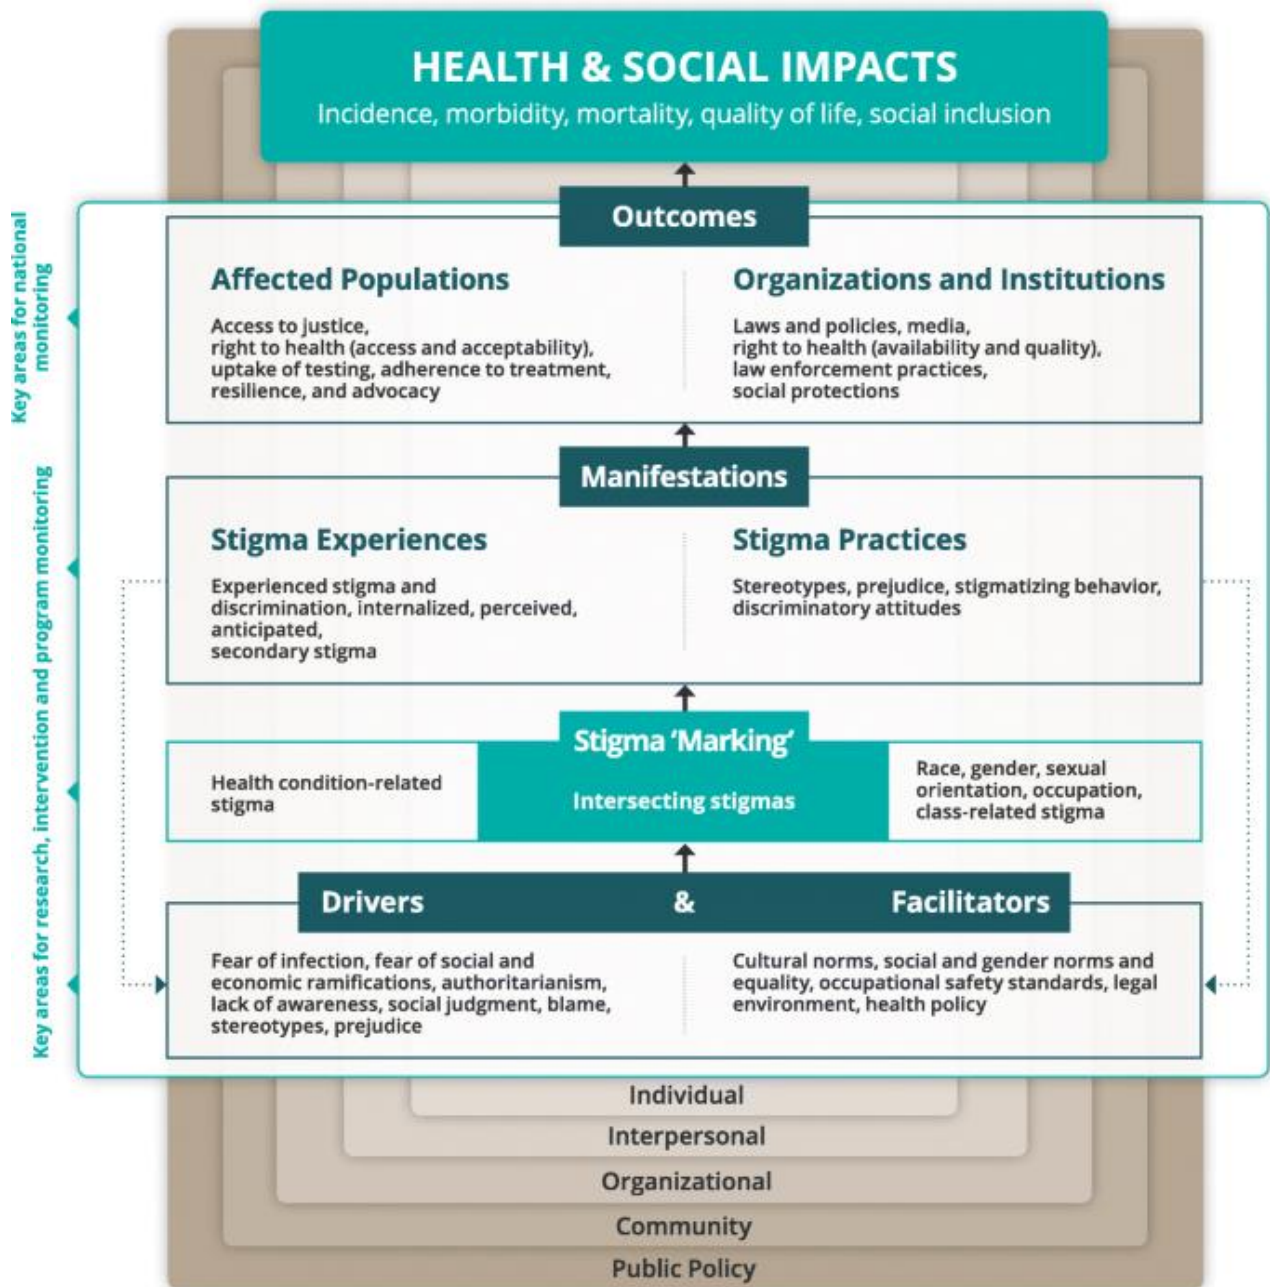 HEALTH & SOCIAL IMPACTS
Incidence, morbidity, mortality, quality of life, social inclusion
Key areas for national
monitoring
Outcomes
Affected Populations
Access to justice,
right to health (access and acceptability),
uptake of testing, adherence to treatment,
resilience, and advocacy
Organizations and Institutions
Laws and policies, media,
right to health (availability and quality),
law enforcement practices,
social protections
Key areas for research, intervention and program monitoring
Manifestations
Stigma Experiences
Experienced stigma and
discrimination, internalized, perceived,
anticipated,
secondary stigma
Stigma Practices
Stereotypes, prejudice, stigmatizing behavior,
discriminatory attitudes
Stigma ‘Marking’
Health condition-related
stigma
Intersecting stigmas
Race, gender, sexual
orientation, occupation,
class-related stigma
Drivers & Facilitators
Fear of infection, fear of social and
economic ramifications, authoritarianism,
lack of awareness, social judgment, blame,
stereotypes, prejudice
Cultural norms, social and gender norms and
equality, occupational safety standards, legal
environment, health policy
Individual
Interpersonal
Organizational
Community
Public Policy